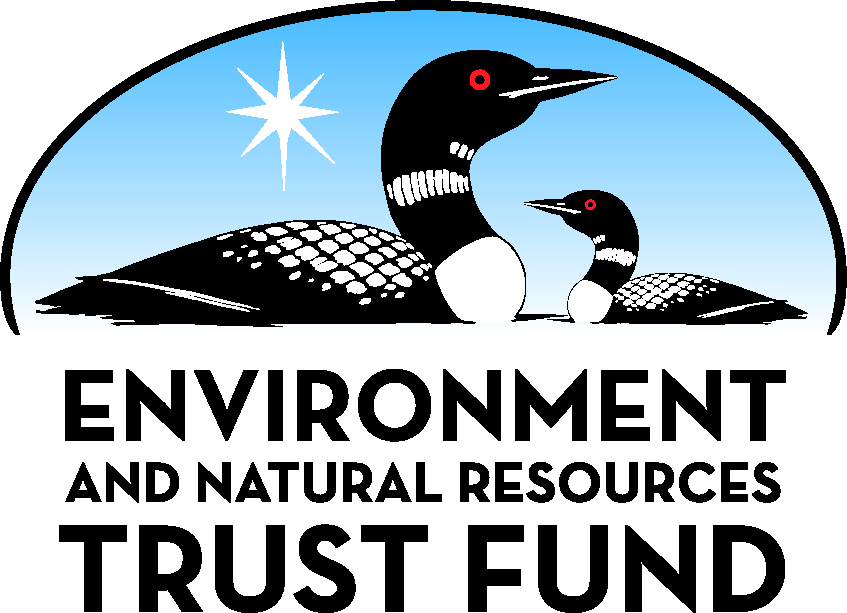 ENVIRONMENT
AND NATURAL RESOURCES
TRUST FUND